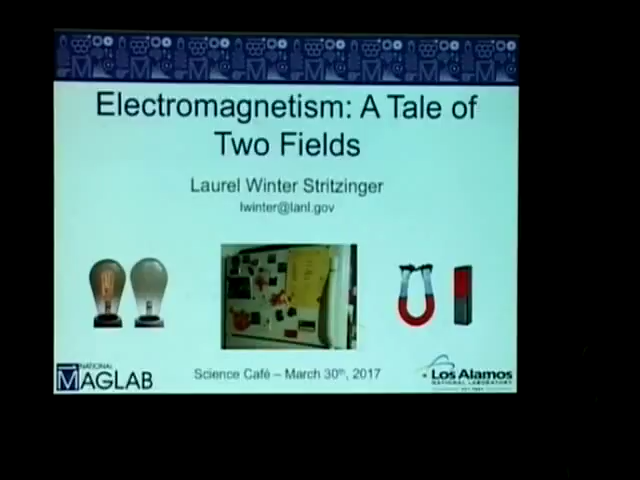 Electromagnetism: A Tale of
Two Fields
Laurel Winter Stritzinger
lwinter@lanl.gov
NATIONAL
MAGLAB
Science Café – March 30th, 2017
Los Alamos
NATIONAL LABORATORY